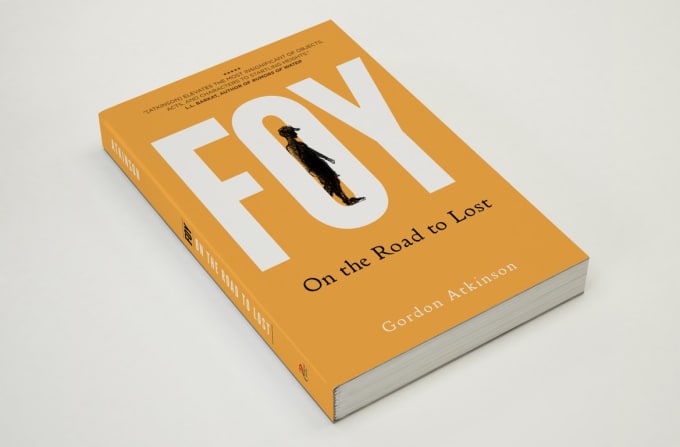 ★★★★★
"[ATKINSON] ELEVATES THE MOST INSIGNIFICANT OF OBJECTS,
ACTS, AND CHARACTERS TO STARTLING HEIGHTS."
L.L. BARKAT, AUTHOR OF RUMORS OF WATER
FOY
On the Road to Lost
Gordon Atkinson
ATKINSON
FOY ON THE ROAD TO LOST